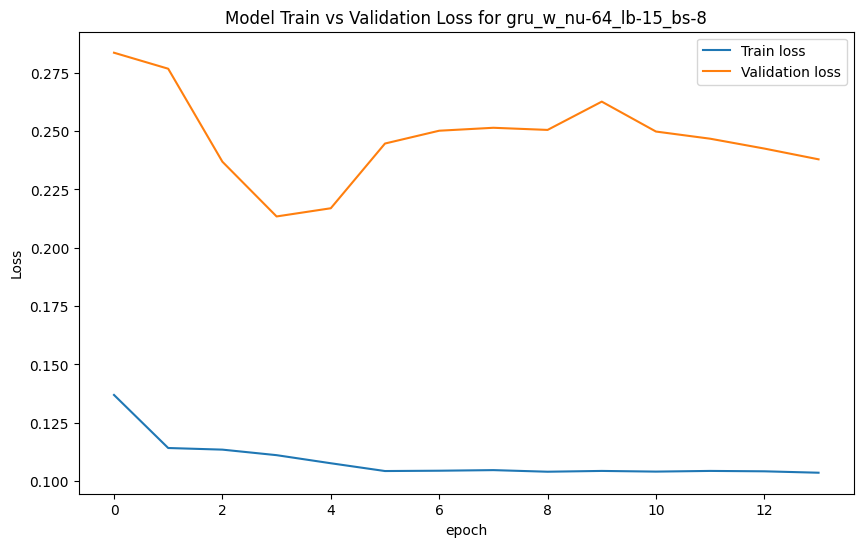 Model Train vs Validation Loss for gru_w_nu-64_lb-15_bs-8
Train loss
Validation loss
0.275
0.250
0.225
0.200
0.175
0.150
0.125
0.100
Loss
0 2 4 6 8 10 12
epoch